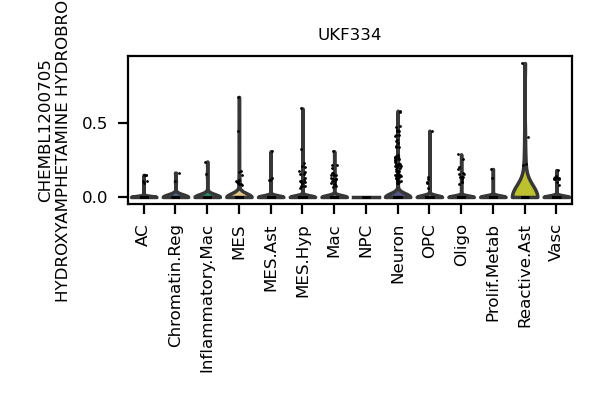 UKF334
CHEMBL1200705
HYDROXYAMPHETAMINE HYDROBRO
0.5
0.0
AC
Chromatin.Reg
Inflammatory.Mac
MES
MES.Ast
MES.Hyp
Mac
NPC
Neuron
OPC
Oligo
Prolif.Metab
Reactive.Ast
Vasc